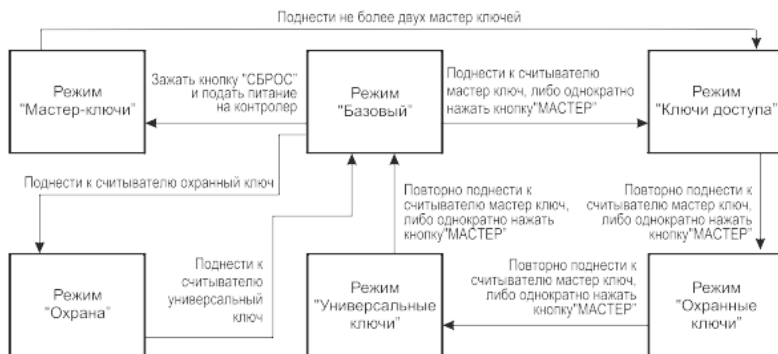 Поднести не более двух мастер ключей
Режим
"Мастер-ключи"
Зажать кнопку "СБРОС"
и подать питание
на контролер
Режим
"Базовый"
Поднести к считывателю
мастер ключ, либо однократно
нажать кнопку"МАСТЕР"
Режим
"Ключи доступа"
Поднести к считывателю охранный ключ
Повторно поднести к
считывателю мастер ключ,
либо однократно нажать
кнопку"МАСТЕР"
Повторно поднести к
считывателю мастер ключ,
либо однократно нажать
кнопку"МАСТЕР"
Режим
"Охрана"
Поднести к
считывателю
универсальный
ключ
Режим
"Универсальные
ключи"
Повторно поднести к
считывателю мастер ключ,
либо однократно нажать
кнопку"МАСТЕР"
Режим
"Охранные
ключи"